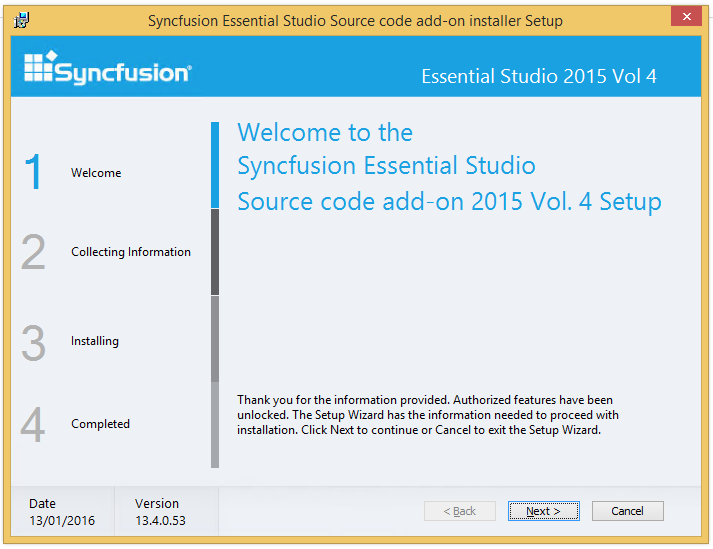 Syncfusion Essential Studio Source code add-on installer Setup
Syncfusion®
Essential Studio 2015 Vol 4
1 Welcome
2 Collecting Information
3 Installing
4 Completed
Welcome to the
Syncfusion Essential Studio
Source code add-on 2015 Vol. 4 Setup
Thank you for the information provided. Authorized features have been
unlocked. The Setup Wizard has the information needed to proceed with
installation. Click Next to continue or Cancel to exit the Setup Wizard.
Date
13/01/2016
Version
13.4.0.53
< Back
Next >
Cancel